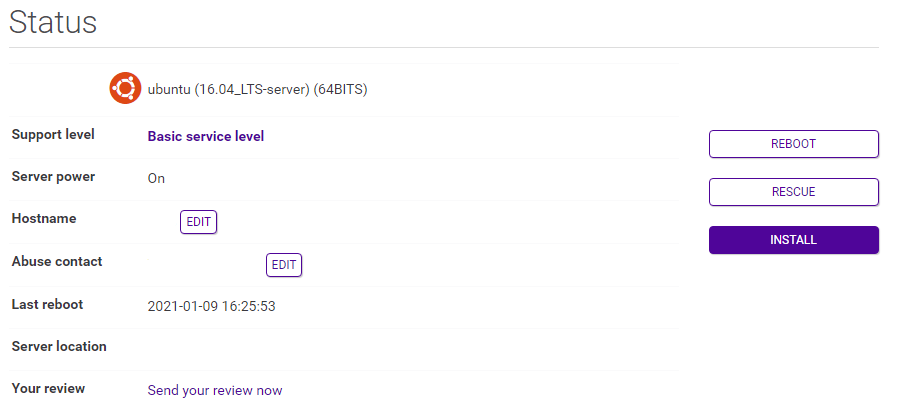 Status
ubuntu (16.04_LTS-server) (64BITS)
Support level Basic service level
REBOOT
Server power On
RESCUE
Hostname EDIT
INSTALL
Abuse contact EDIT
Last reboot 2021-01-09 16:25:53
Server location
Your review Send your review now